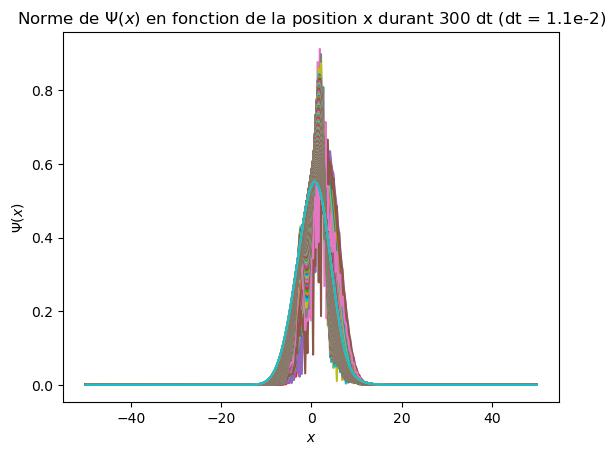 Norme de Ψ(x) en fonction de la position x durant 300 dt (dt = 1.1e-2)
0.8
0.6
Ψ(x)
0.4
0.2
0.0
−40 −20 0 20 40
x